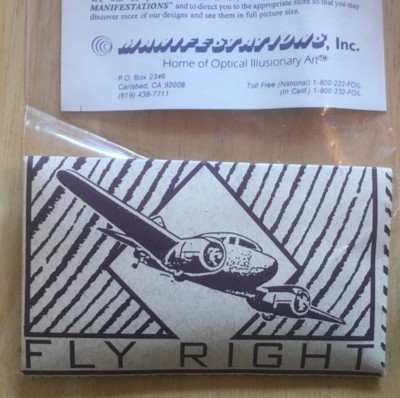 and to direct you to the appropriate store so that you may
MANIFESTATIONS"
discover more of our designs and see them in full picture size.
MANIFESTATIONS, Inc.
Home of Optical Illusionary Art™
P.O. Box 2346
Carlsbad, CA 92008
(619) 438-7711
Toll Free (National) 1-800-222-FOIL
(In Calif.) 1-800-232-FOIL
FLY RIGHT